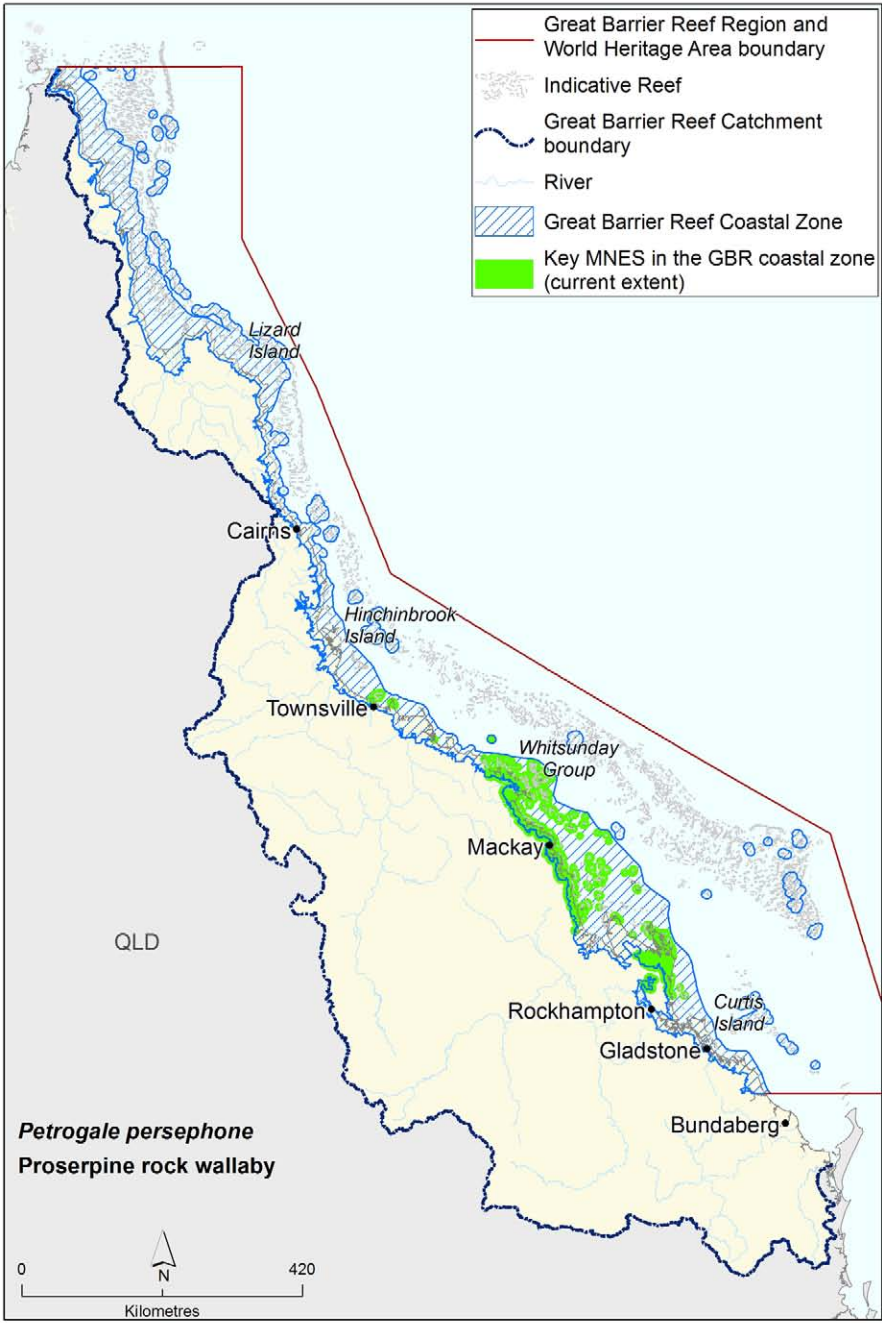 Great Barrier Reef Region and
World Heritage Area boundary
Indicative Reef
Great Barrier Reef Catchment
boundary
River
Great Barrier Reef Coastal Zone
Key MNES in the GBR coastal zone
(current extent)
Lizard
Island
Cairns
Hinchinbrook
Island
Townsville
Whitsunday
Group
Mackay
QLD
Rockhampton
Curtis
Island
Gladstone
Bundaberg
Petrogale persephone
Proserpine rock wallaby
0
N
420
Kilometres